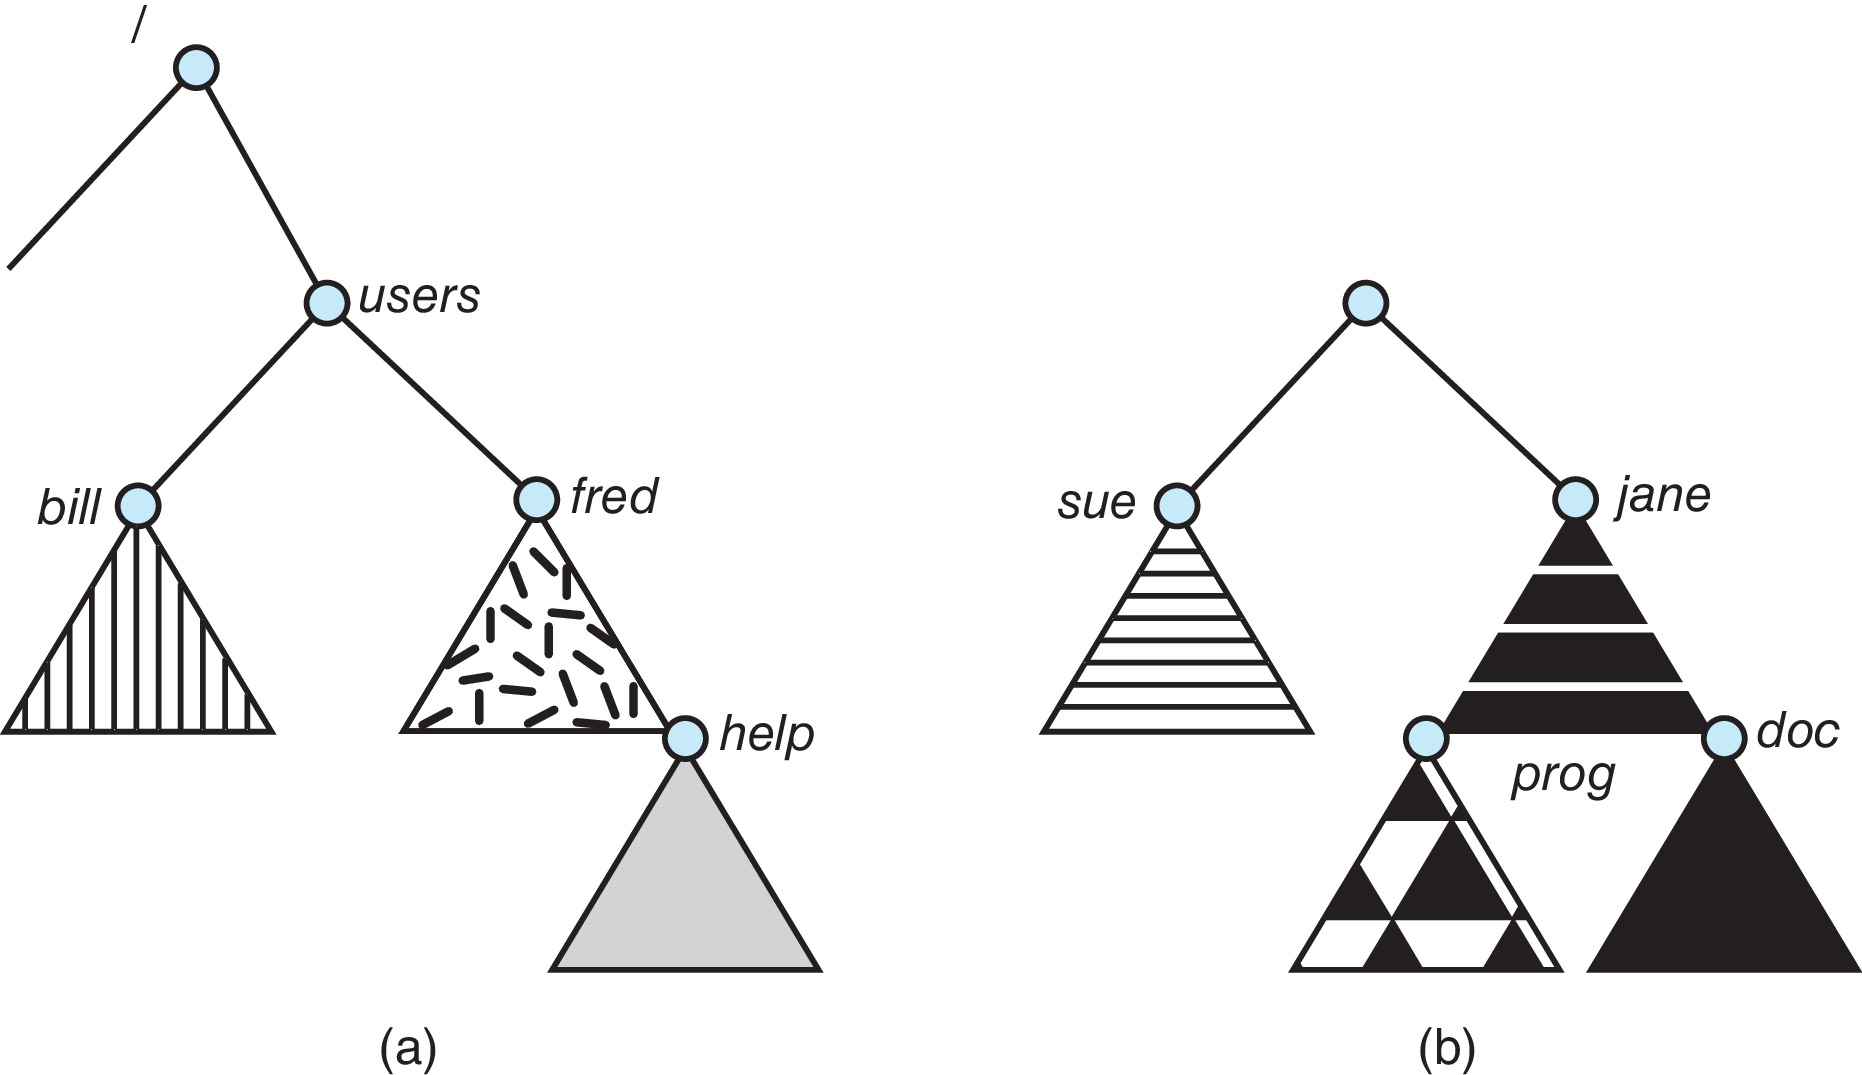 /
users
bill
fred
help
(a)
sue
jane
prog
doc
(b)